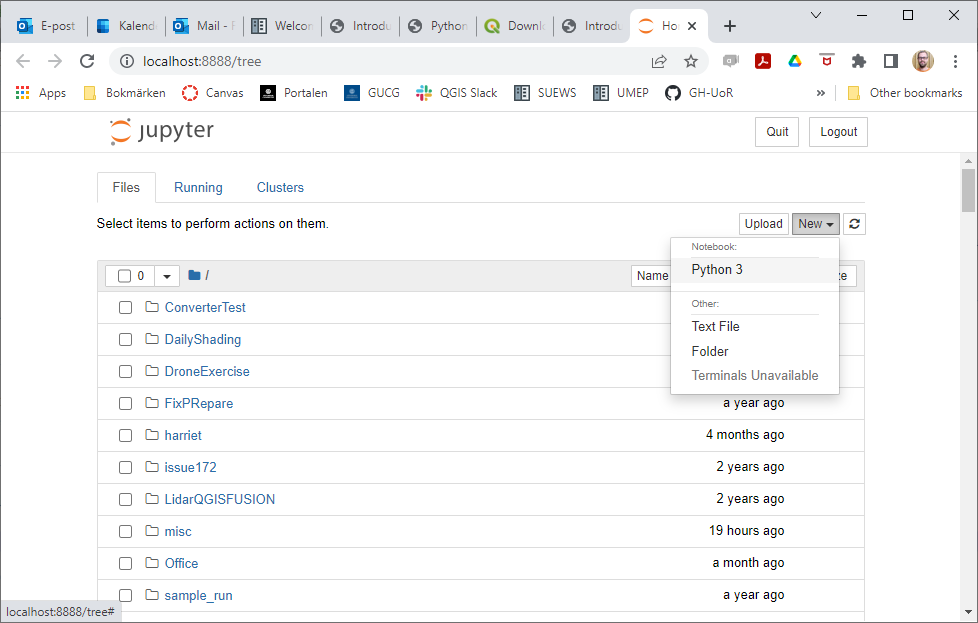 E-post Kalend Mail - F Welcon Introdu Python Downl Introdu Ho
localhost:8888/tree
Apps Bokmärken Canvas Portalen GUCG QGIS Slack SUEWS UMEP GH-UoR » Other bookmarks
jupyter Quit Logout
Files Running Clusters
Select items to perform actions on them. Upload New
Notebook:
0 / Name Python 3 ze
Other:
ConverterTest
Text File
DailyShading
Folder
DroneExercise
Terminals Unavailable
FixPRepare a year ago
harriet 4 months ago
issue172 2 years ago
LidarQGISFUSION 2 years ago
misc 19 hours ago
Office a month ago
sample_run a year ago
localhost:8888/tree#